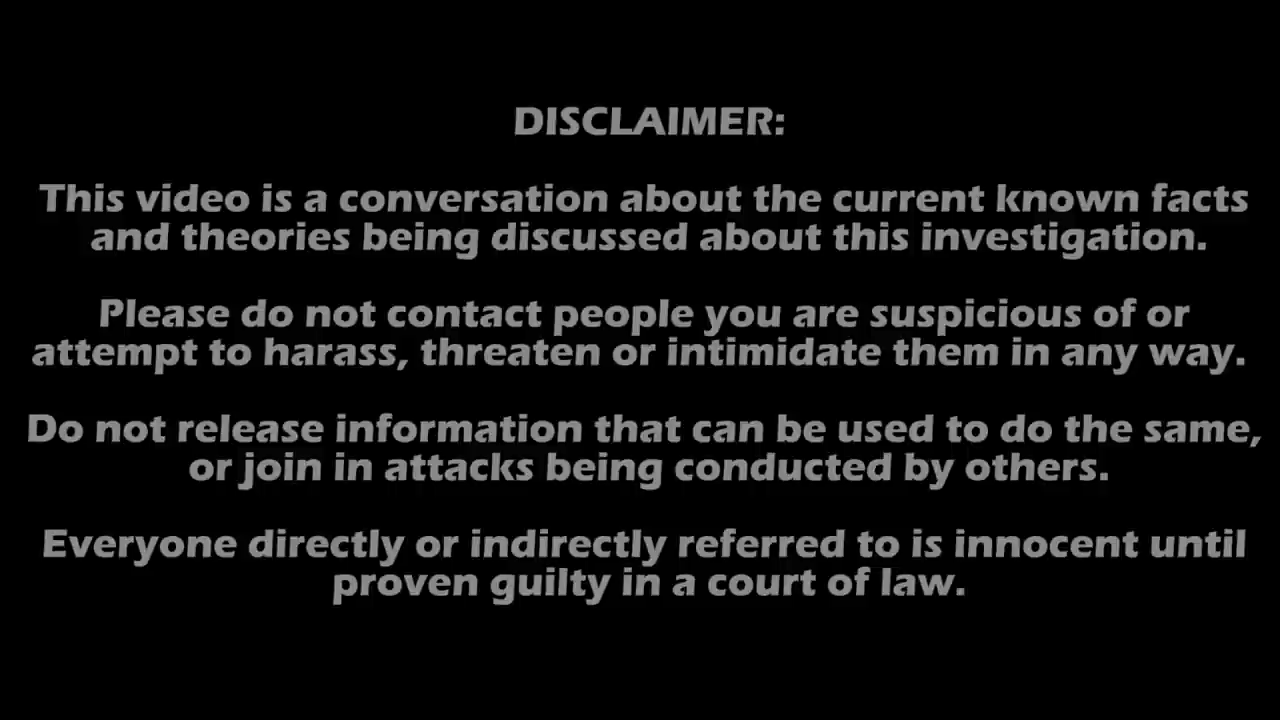 DISCLAIMER:
This video is a conversation about the current known facts
and theories being discussed about this investigation.
Please do not contact people you are suspicious of or
attempt to harass, threaten or intimidate them in any way.
Do not release information that can be used to do the same,
or join in attacks being conducted by others.
Everyone directly or indirectly referred to is innocent until
proven guilty in a court of law.